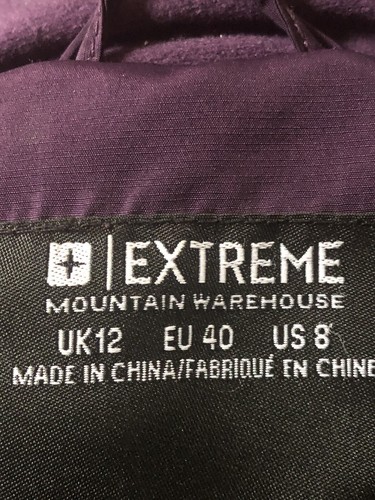 EXTREME
MOUNTAIN WAREHOUSE
UK12 EU 40 US 8
MADE IN CHINA/FABRIQUÉ EN CHINE